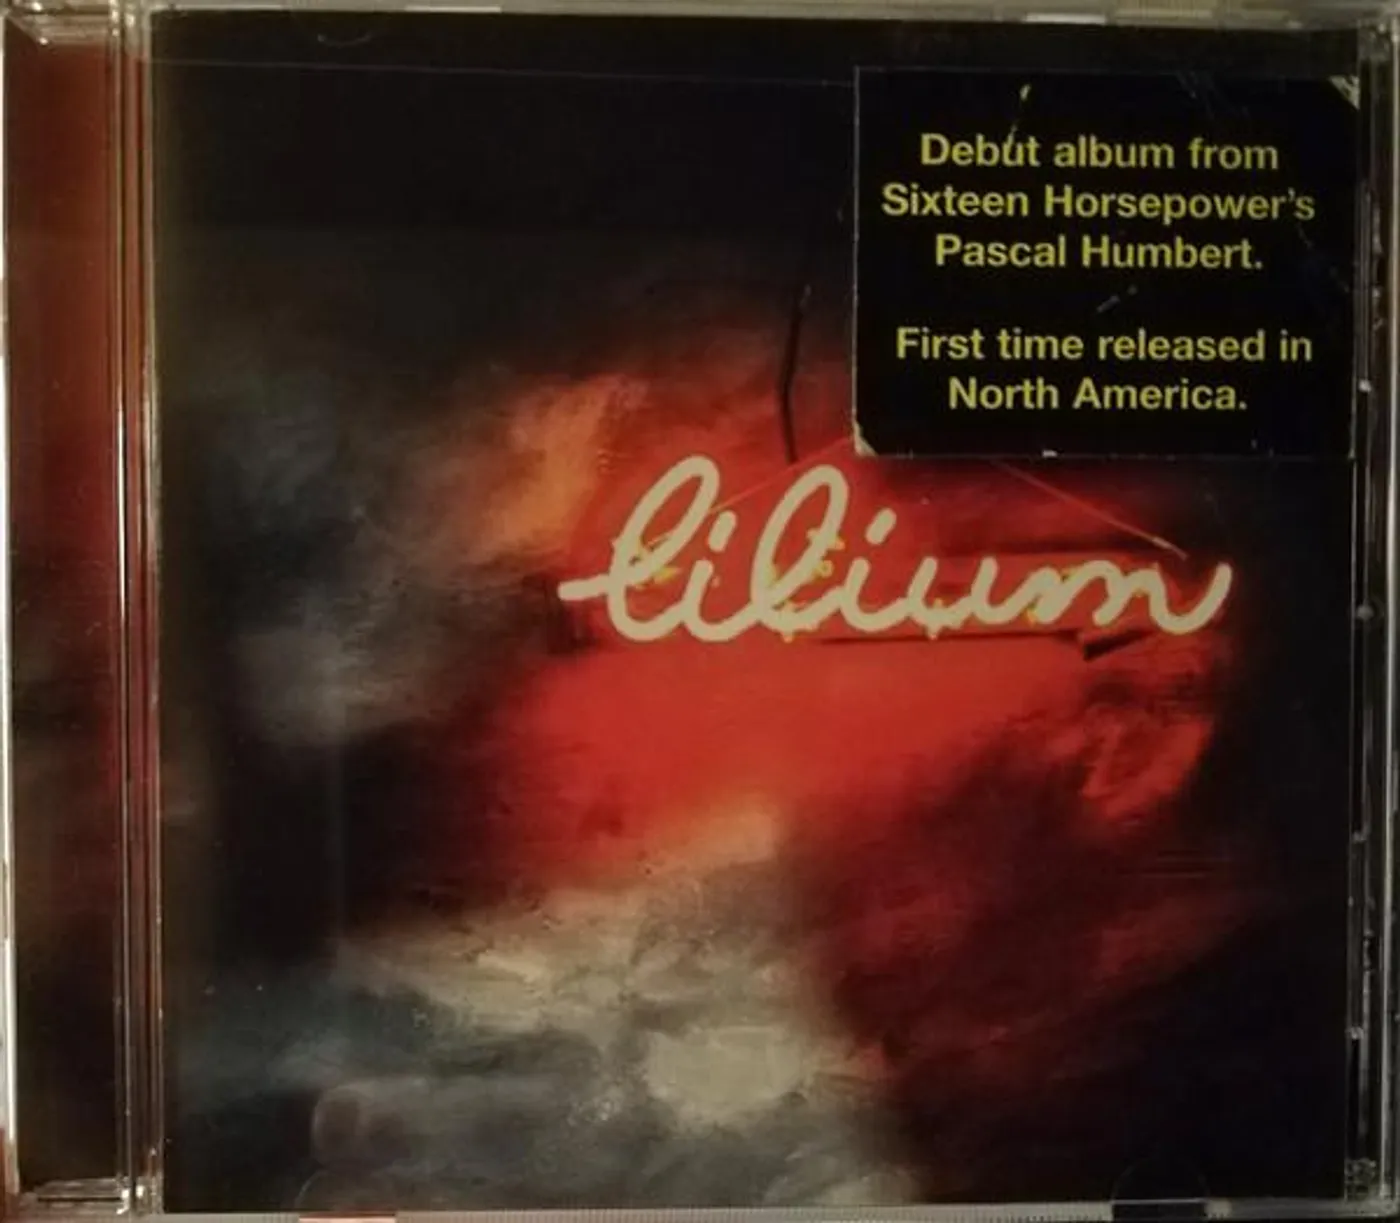 Debut album from
Sixteen Horsepower's
Pascal Humbert.
First time released in
North America.
lilium